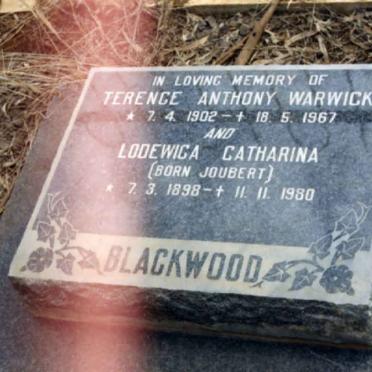 IN LOVING MEMORY OF
TERENCE ANTHONY WARWICK
* 7. 4. 1902 - † 18. 5. 1967
AND
LODEWICA CATHARINA
(BORN JOUBERT)
* 7. 3. 1898 - † 11. 11. 1980
BLACKWOOD